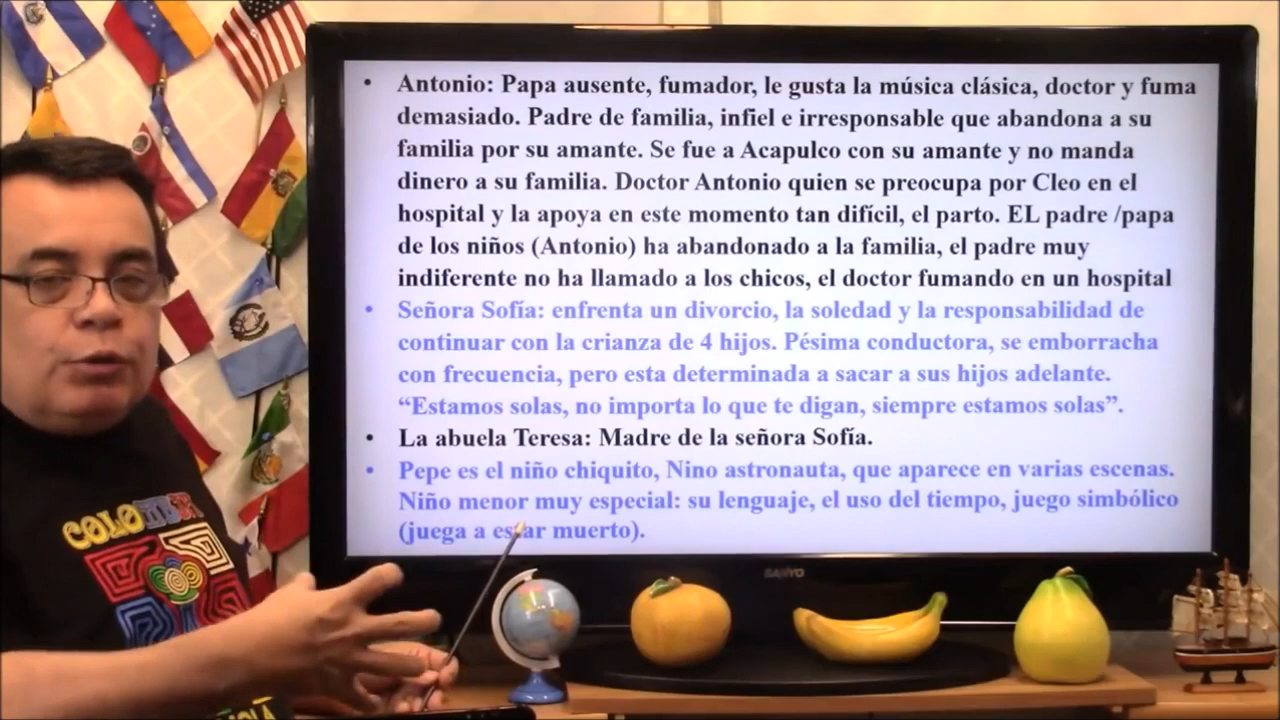 • Antonio: Papa ausente, fumador, le gusta la música clásica, doctor y fuma
demasiado. Padre de familia, infiel e irresponsable que abandona a su
familia por su amante. Se fue a Acapulco con su amante y no manda
dinero a su familia. Doctor Antonio quien se preocupa por Cleo en el
hospital y la apoya en este momento tan difícil, el parto. EL padre /papa
de los niños (Antonio) ha abandonado a la familia, el padre muy
indiferente no ha llamado a los chicos, el doctor fumando en un hospital
• Señora Sofía: enfrenta un divorcio, la soledad y la responsabilidad de
continuar con la crianza de 4 hijos. Pésima conductora, se emborracha
con frecuencia, pero esta determinada a sacar a sus hijos adelante.
“Estamos solas, no importa lo que te digan, siempre estamos solas”.
• La abuela Teresa: Madre de la señora Sofía.
• Pepe es el niño chiquito, Nino astronauta, que aparece en varias escenas.
Niño menor muy especial: su lenguaje, el uso del tiempo, juego simbólico
(juega a estar muerto).
SANYO
COLOMBIA